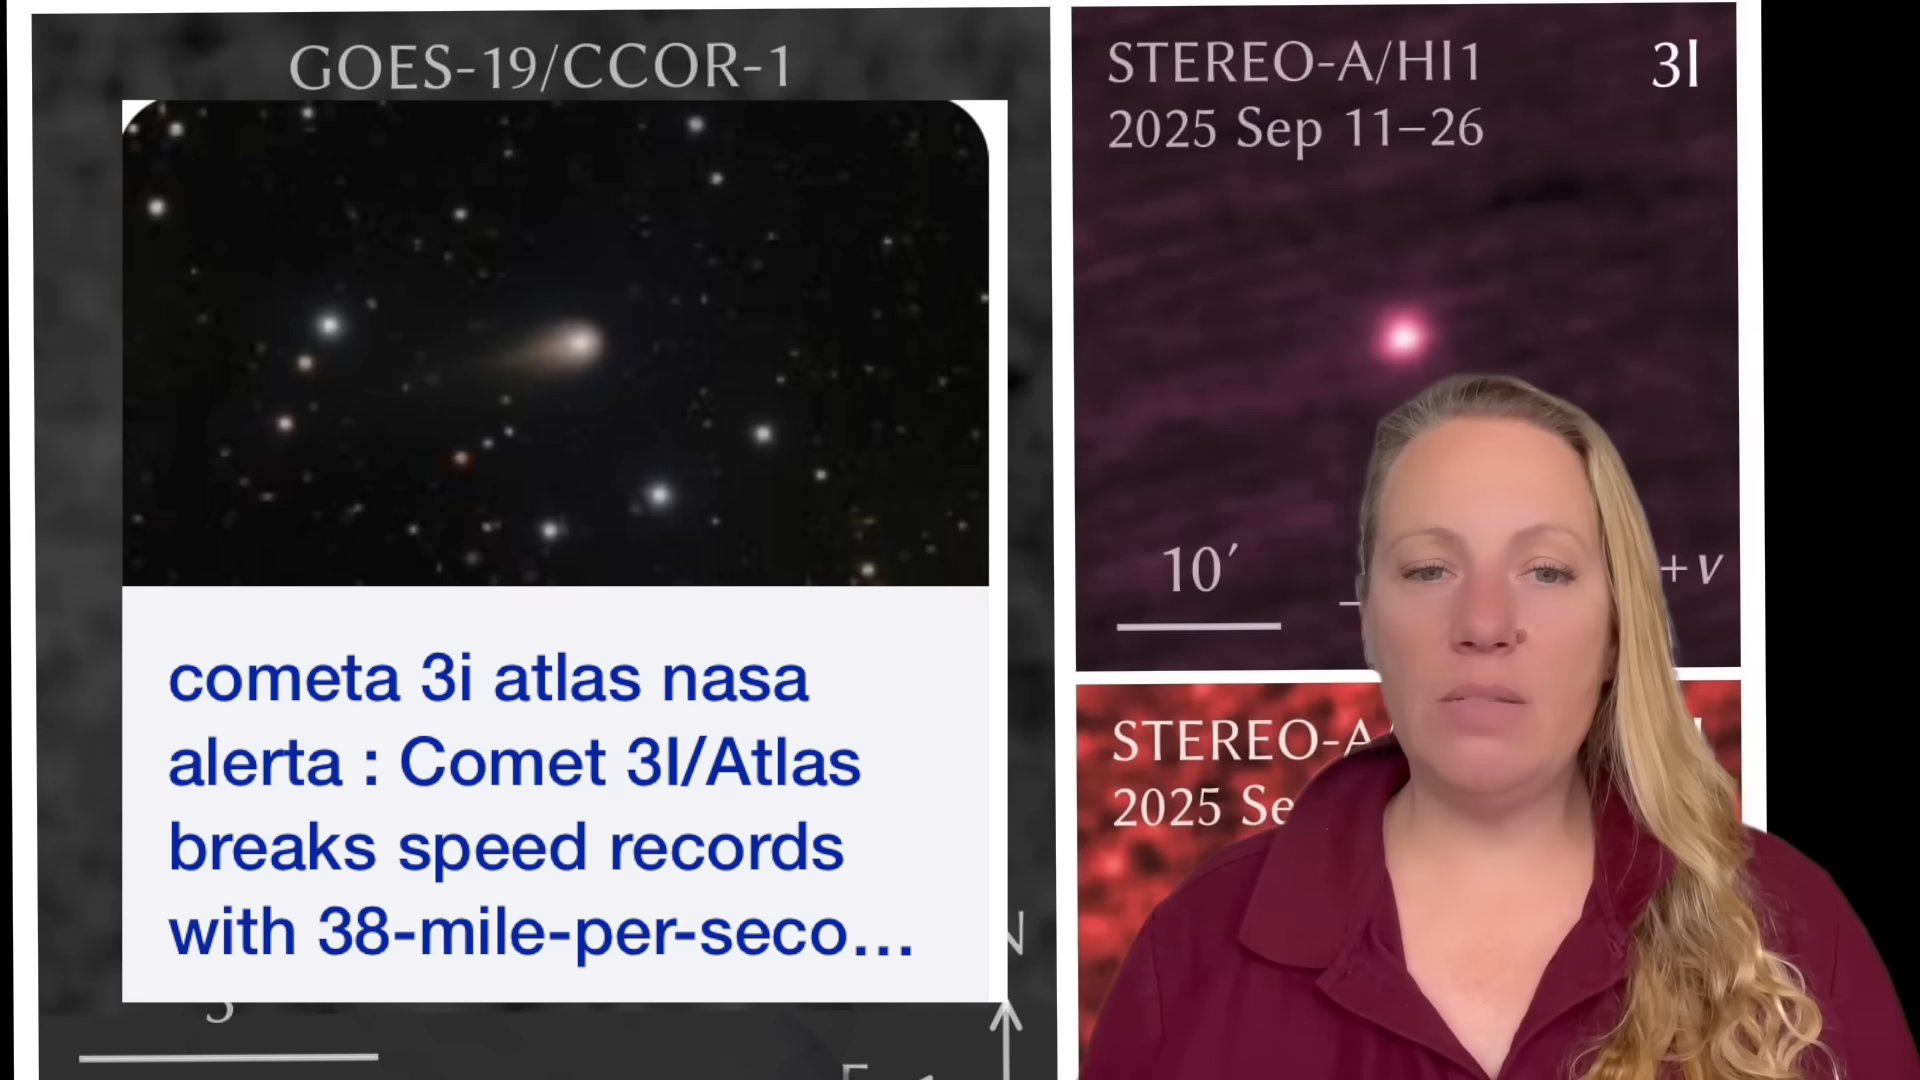 GOES-19/CCOR-1
cometa 3i atlas nasa
alerta : Comet 3I/Atlas
breaks speed records
with 38-mile-per-seco...
N
STEREO-A/HI1
3I
2025 Sep 11–26
10′
+v
STEREO-A
2025 Se